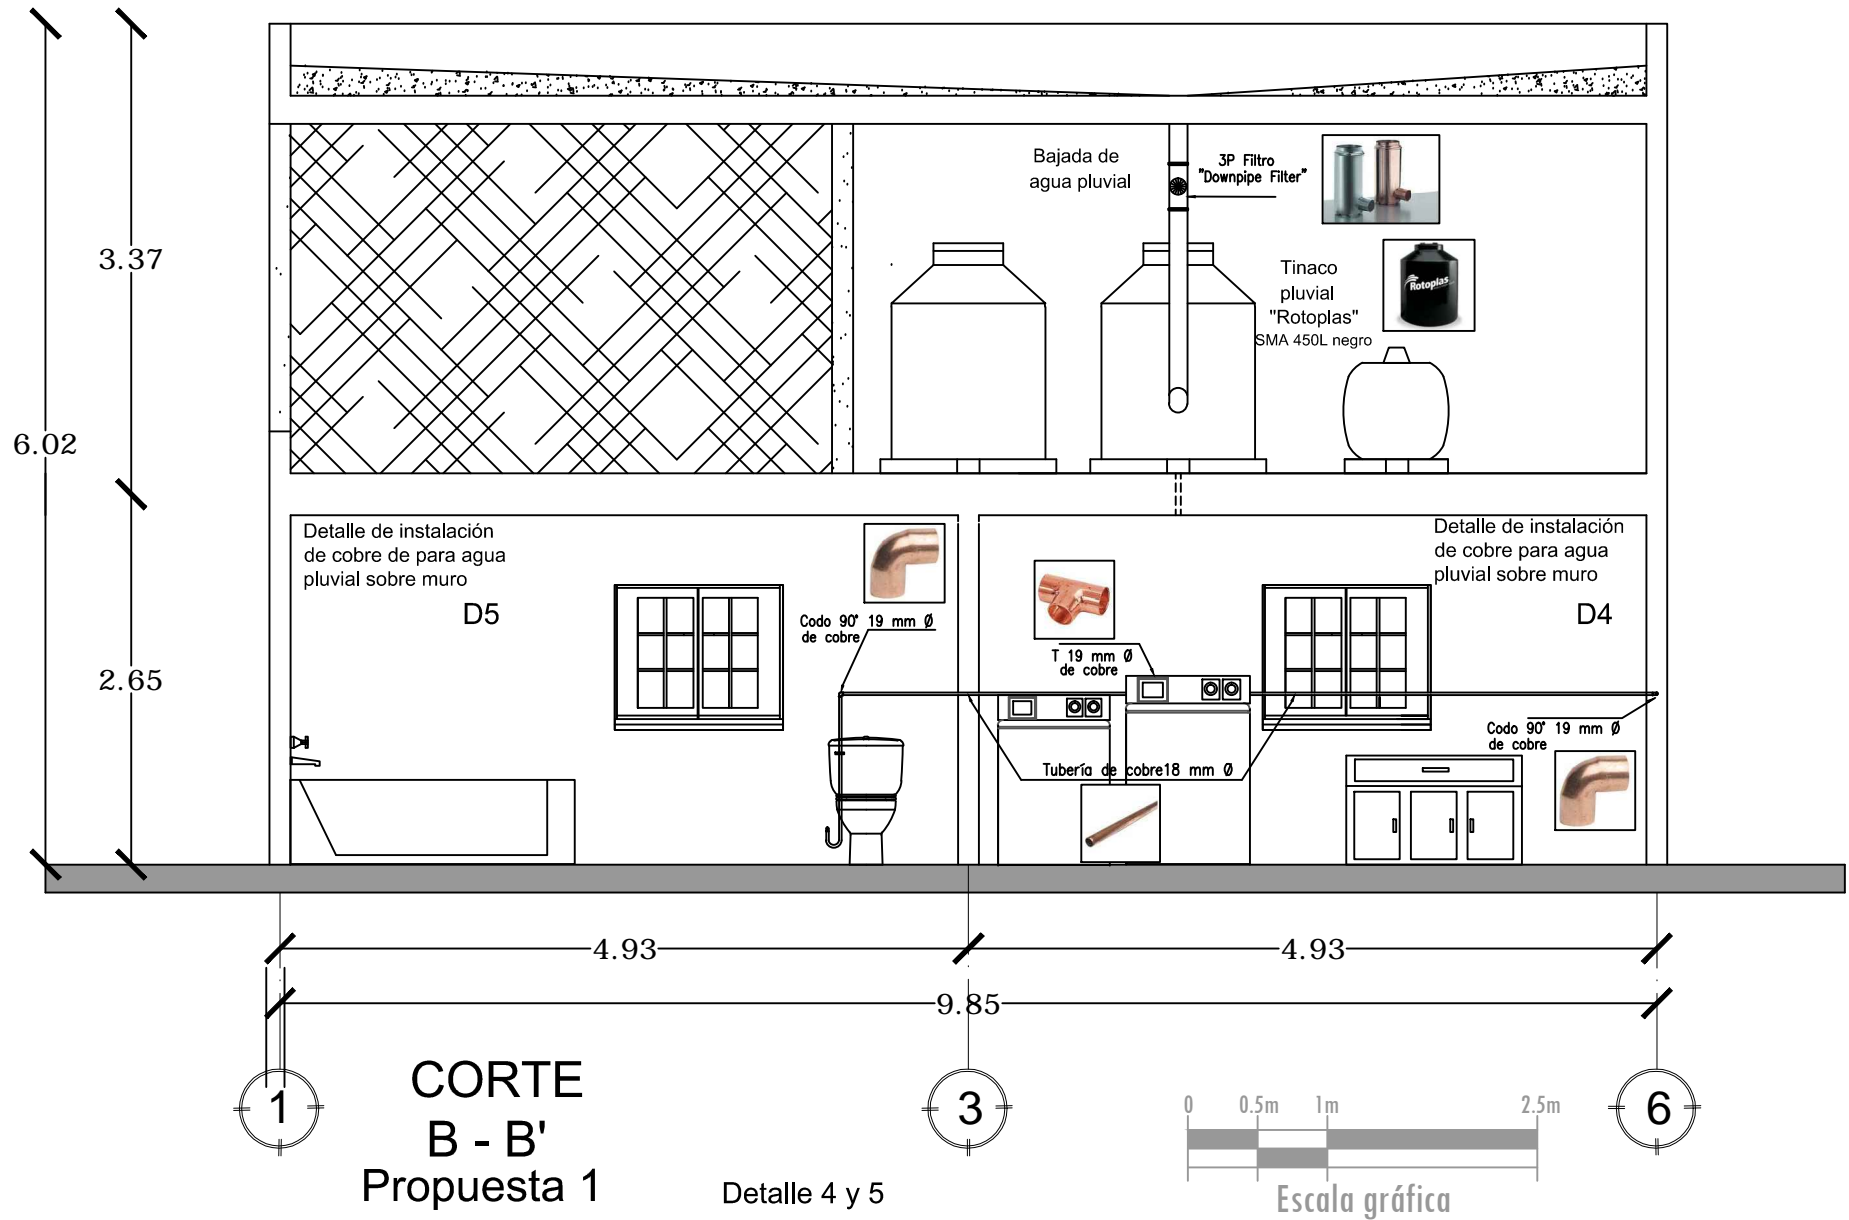 Bajada de
agua pluvial
3P Filtro
"Downpipe Filter"
Tinaco
pluvial
"Rotoplas"
SMA 450L negro
Rotoplas
3.37
6.02
2.65
Detalle de instalación
de cobre de para agua
pluvial sobre muro
D5
Codo 90° 19 mm Ø
de cobre
T 19 mm Ø
de cobre
Detalle de instalación
de cobre para agua
pluvial sobre muro
D4
Codo 90° 19 mm Ø
de cobre
Tubería de cobre18 mm Ø
4.93
4.93
9.85
1
3
6
CORTE
B - B'
Propuesta 1
Detalle 4 y 5
0 0.5m 1m 2.5m
Escala gráfica